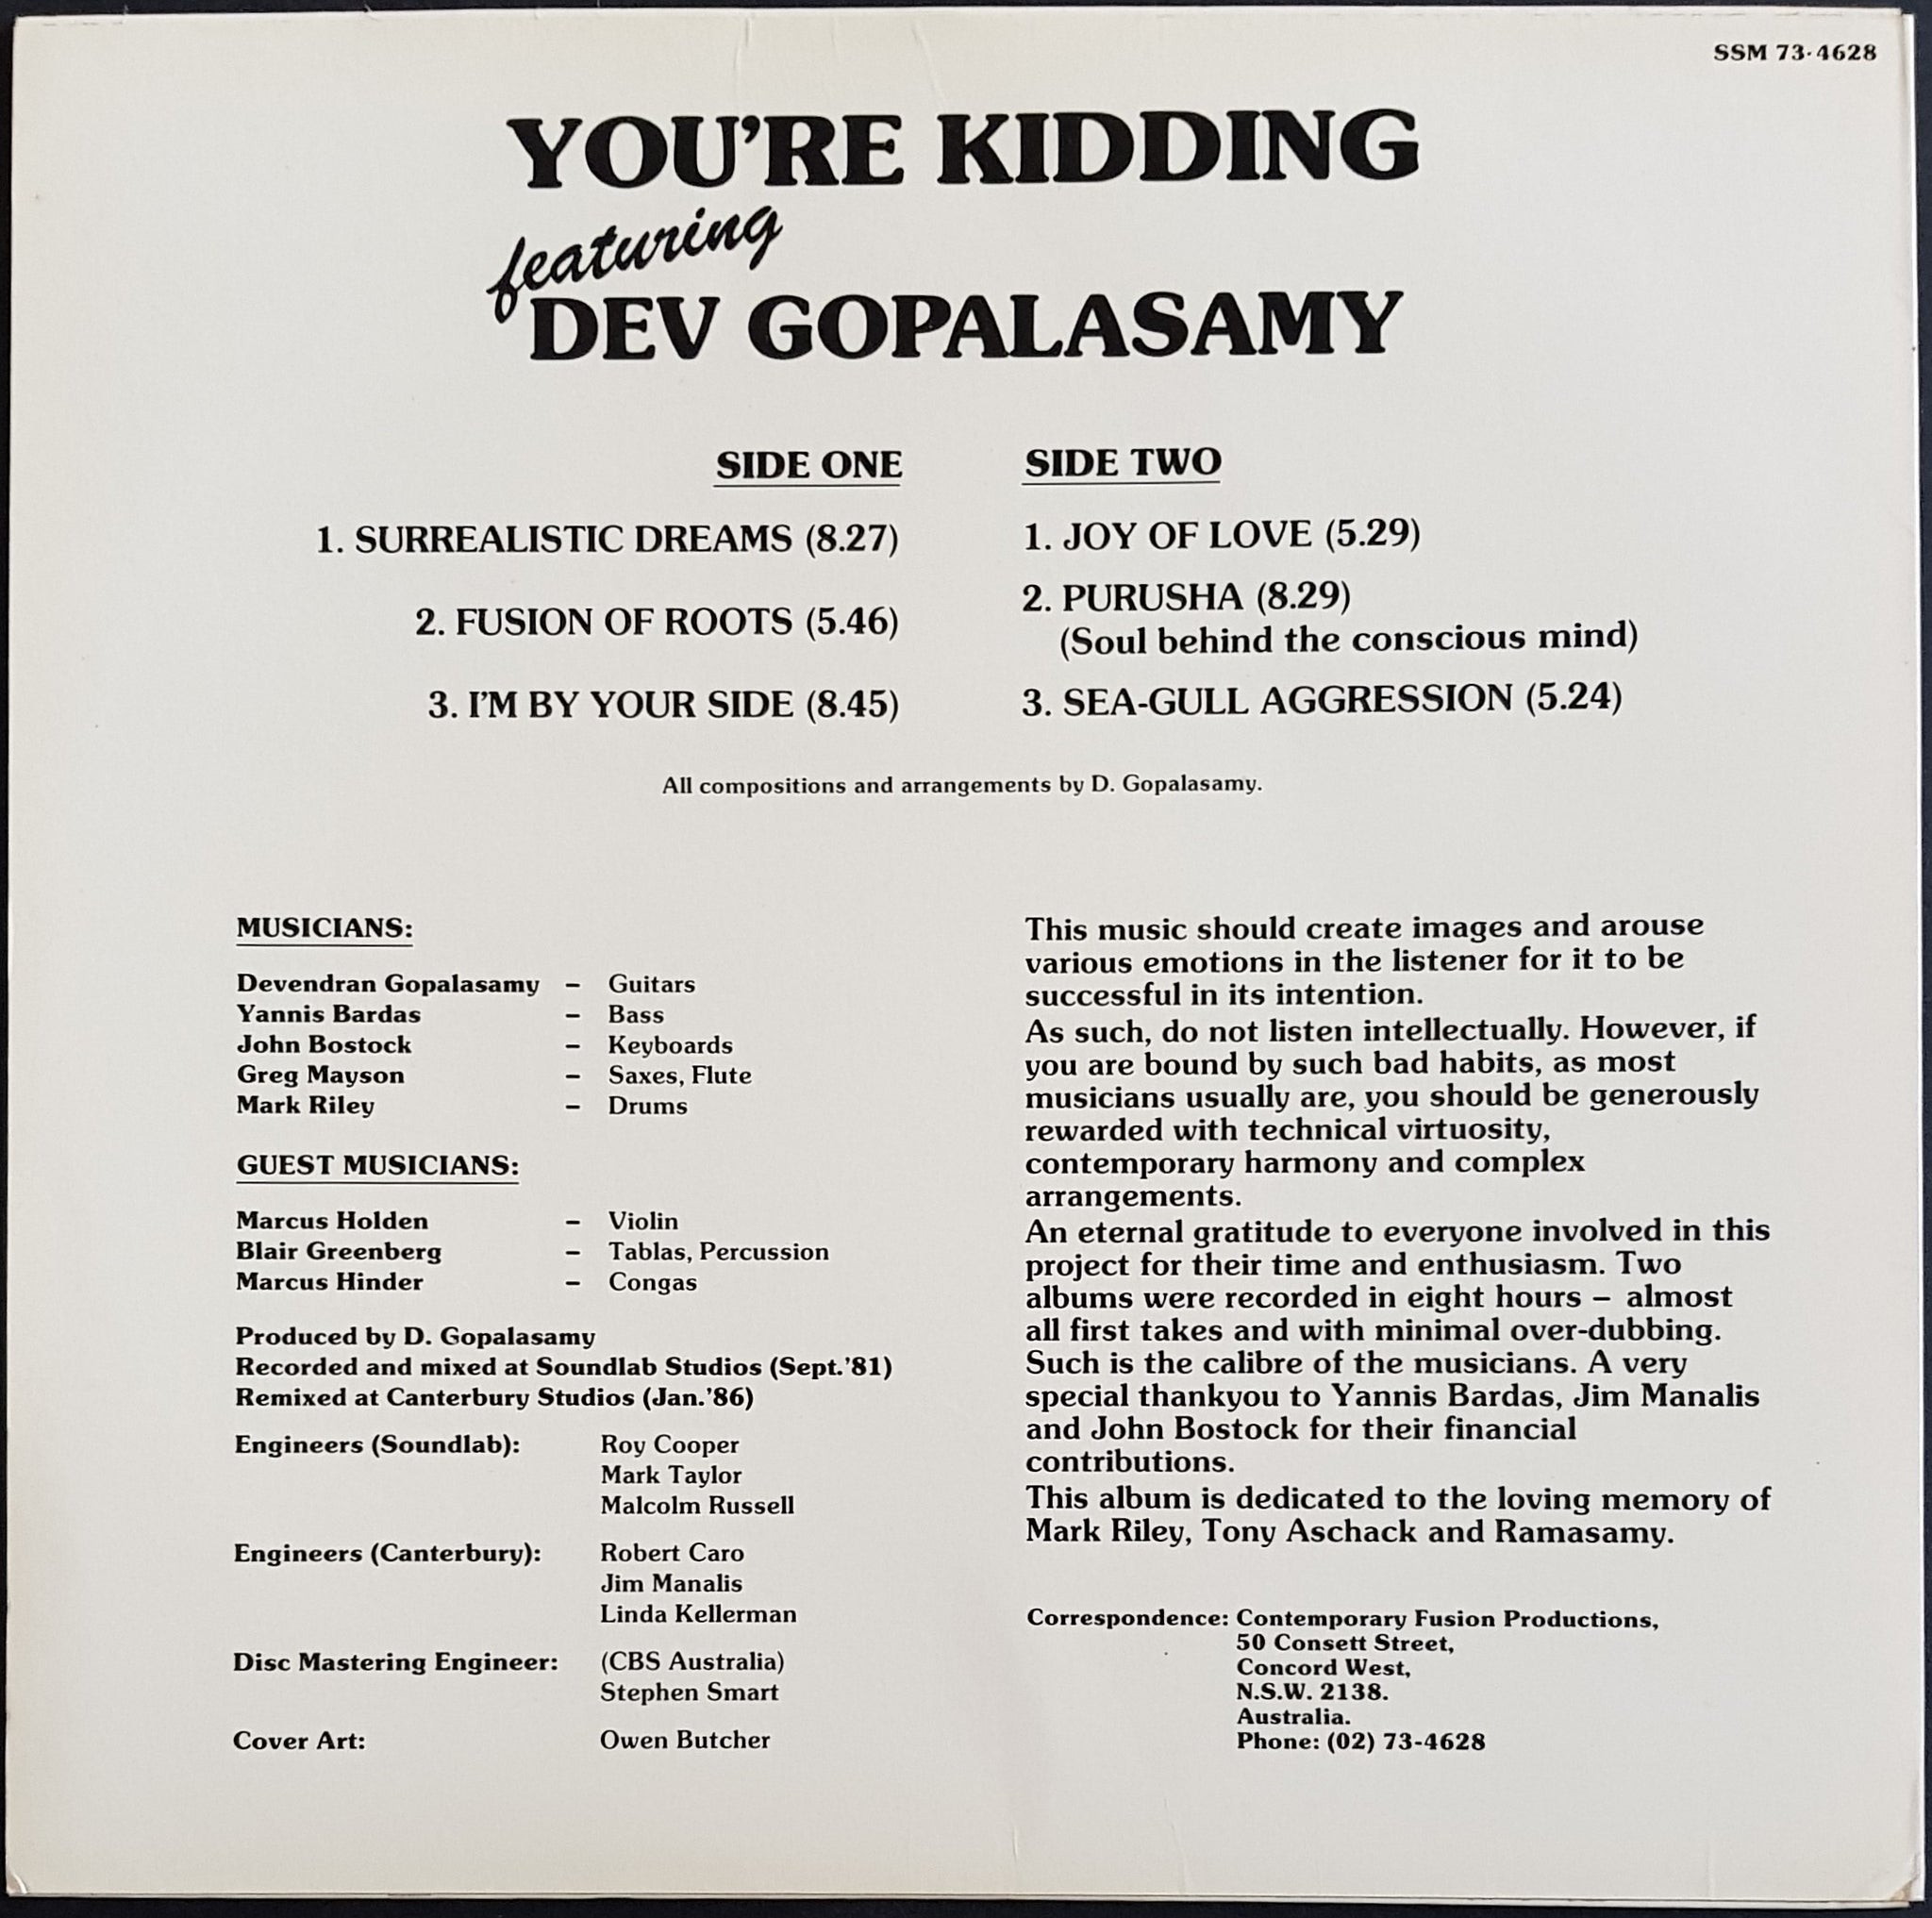 SSM 73-4628
YOU'RE KIDDING
featuring
DEV GOPALASAMY
SIDE ONE
1. SURREALISTIC DREAMS (8.27)
2. FUSION OF ROOTS (5.46)
3. I'M BY YOUR SIDE (8.45)
SIDE TWO
1. JOY OF LOVE (5.29)
2. PURUSHA (8.29)
(Soul behind the conscious mind)
3. SEA-GULL AGGRESSION (5.24)
All compositions and arrangements by D. Gopalasamy.
MUSICIANS:
Devendran Gopalasamy – Guitars
Yannis Bardas – Bass
John Bostock – Keyboards
Greg Mayson – Saxes, Flute
Mark Riley – Drums
GUEST MUSICIANS:
Marcus Holden – Violin
Blair Greenberg – Tablas, Percussion
Marcus Hinder – Congas
Produced by D. Gopalasamy
Recorded and mixed at Soundlab Studios (Sept.'81)
Remixed at Canterbury Studios (Jan.'86)
Engineers (Soundlab): Roy Cooper
Mark Taylor
Malcolm Russell
Engineers (Canterbury): Robert Caro
Jim Manalis
Linda Kellerman
Disc Mastering Engineer: (CBS Australia)
Stephen Smart
Cover Art: Owen Butcher
This music should create images and arouse
various emotions in the listener for it to be
successful in its intention.
As such, do not listen intellectually. However, if
you are bound by such bad habits, as most
musicians usually are, you should be generously
rewarded with technical virtuosity,
contemporary harmony and complex
arrangements.
An eternal gratitude to everyone involved in this
project for their time and enthusiasm. Two
albums were recorded in eight hours – almost
all first takes and with minimal over-dubbing.
Such is the calibre of the musicians. A very
special thankyou to Yannis Bardas, Jim Manalis
and John Bostock for their financial
contributions.
This album is dedicated to the loving memory of
Mark Riley, Tony Aschack and Ramasamy.
Correspondence: Contemporary Fusion Productions,
50 Consett Street,
Concord West,
N.S.W. 2138.
Australia.
Phone: (02) 73-4628